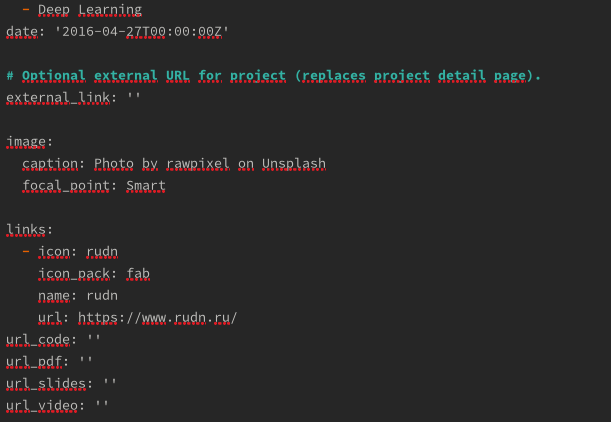 - Deep Learning
date: '2016-04-27T00:00:00Z'
# Optional external URL for project (replaces project detail page).
external_link: ''
image:
caption: Photo by rawpixel on Unsplash
focal_point: Smart
links:
- icon: rudn
icon_pack: fab
name: rudn
url: https://www.rudn.ru/
url_code: ''
url_pdf: ''
url_slides: ''
url_video: ''